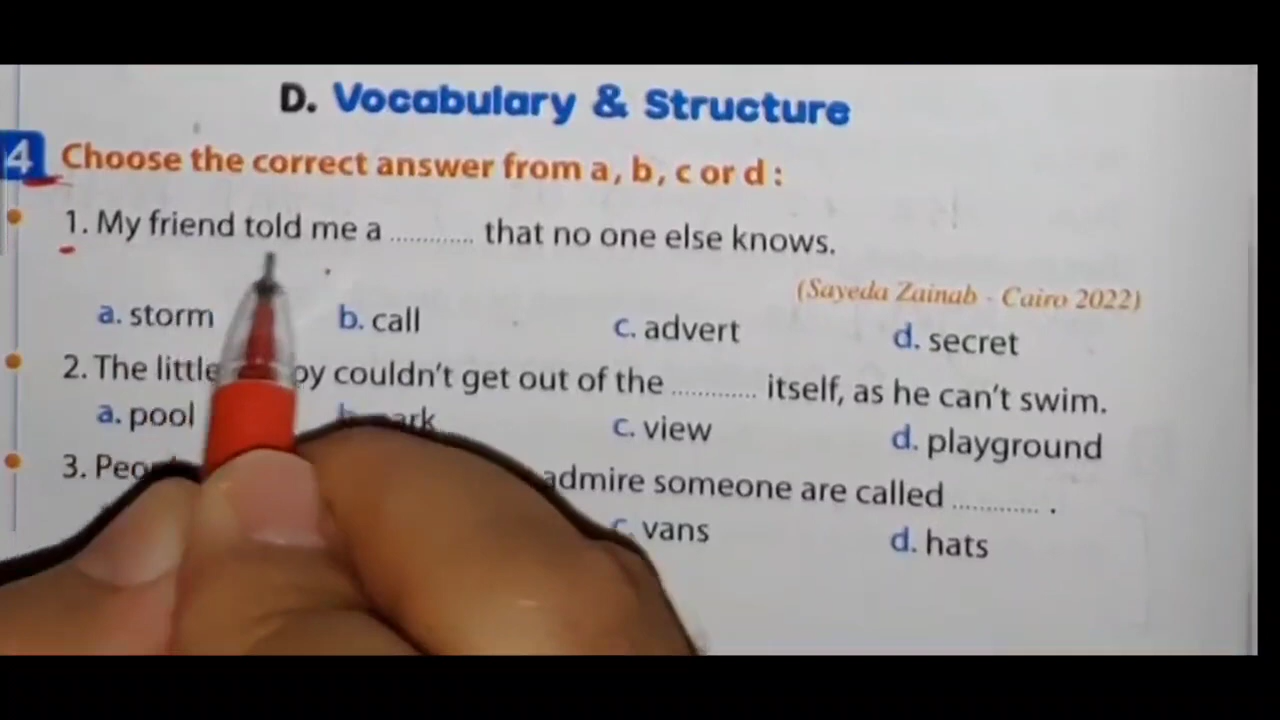 D. Vocabulary & Structure
4 Choose the correct answer from a, b, c or d :
1. My friend told me a ............ that no one else knows.
(Sayeda Zainab - Cairo 2022)
a. storm b. call c. advert d. secret
2. The little couldn't get out of the ............ itself, as he can't swim.
a. pool c. view d. playground
3. admire someone are called ............ .
c. vans d. hats